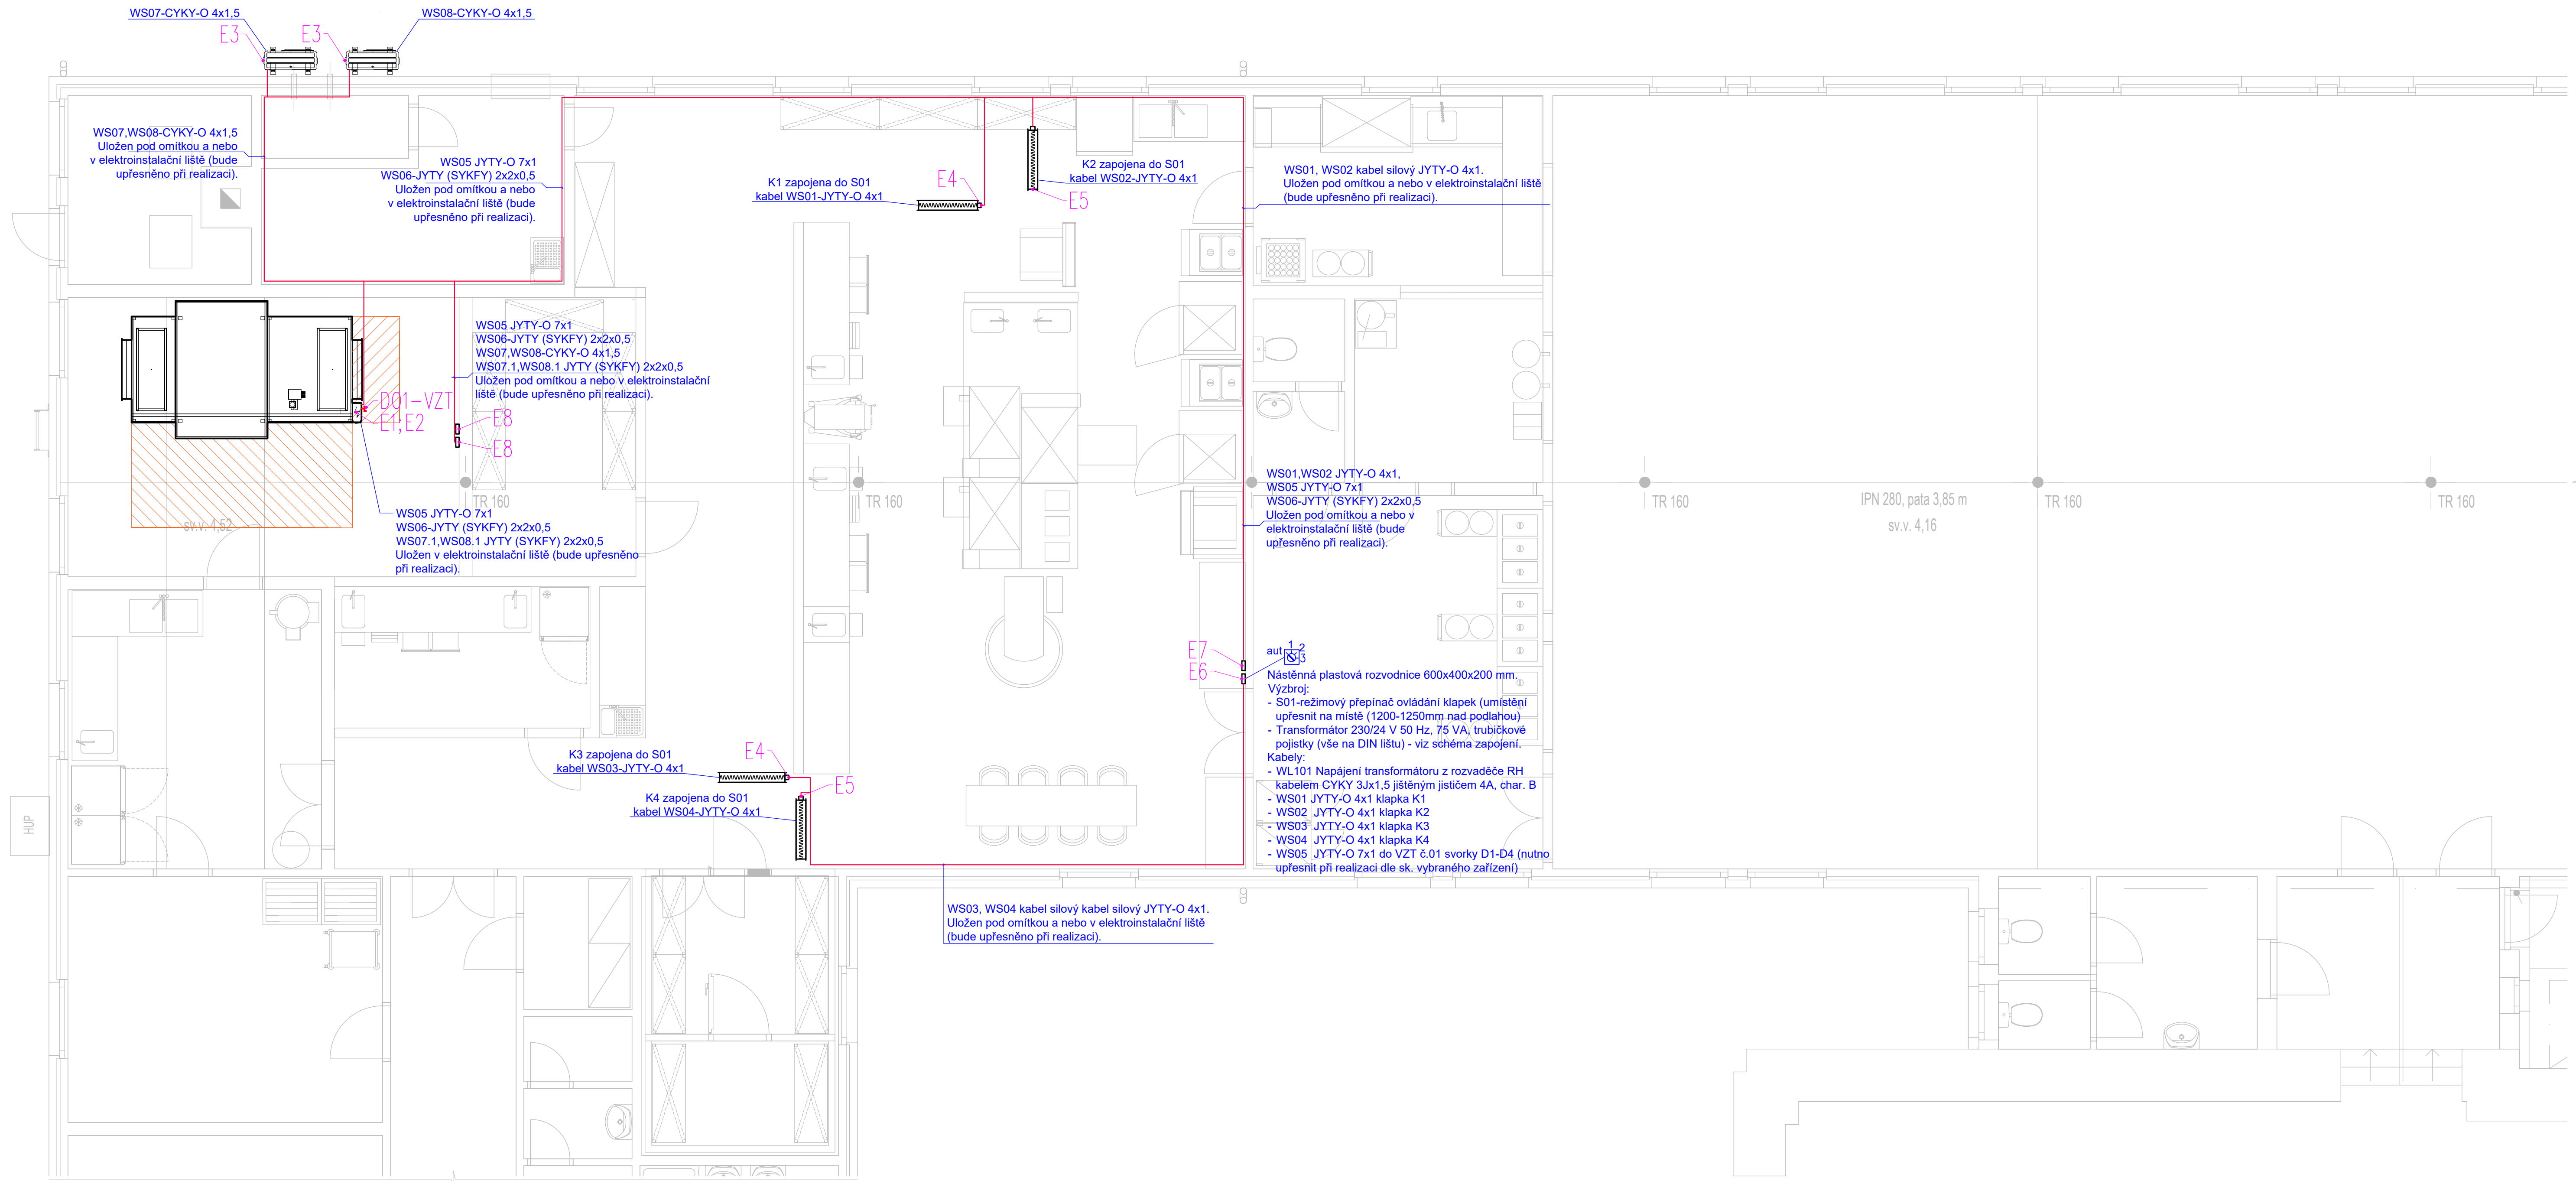 WS07-CYKY-O 4x1,5
WS08-CYKY-O 4x1,5
E3
E3
WS07,WS08-CYKY-O 4x1,5
Uložen pod omítkou a nebo
v elektroinstalační liště (bude
upřesněno při realizaci).
WS05 JYTY-O 7x1
WS06-JYTY (SYKFY) 2x2x0,5
Uložen pod omítkou a nebo
v elektroinstalační liště (bude
upřesněno při realizaci).
K1 zapojena do S01
kabel WS01-JYTY-O 4x1
E4
K2 zapojena do S01
kabel WS02-JYTY-O 4x1
E5
WS01, WS02 kabel silový JYTY-O 4x1.
Uložen pod omítkou a nebo v elektroinstalační liště
(bude upřesněno při realizaci).
WS05 JYTY-O 7x1
WS06-JYTY (SYKFY) 2x2x0,5
WS07,WS08-CYKY-O 4x1,5
WS07.1,WS08.1 JYTY (SYKFY) 2x2x0,5
Uložen pod omítkou a nebo v elektroinstalační
liště (bude upřesněno při realizaci).
D01-VZT
E1, E2
E8
E8
TR 160
TR 160
TR 160
IPN 280, pata 3,85 m
sv.v. 4,16
TR 160
TR 160
sv.v. 4,52
WS05 JYTY-O 7x1
WS06-JYTY (SYKFY) 2x2x0,5
WS07.1,WS08.1 JYTY (SYKFY) 2x2x0,5
Uložen v elektroinstalační liště (bude upřesněno
při realizaci).
WS01,WS02 JYTY-O 4x1,
WS05 JYTY-O 7x1
WS06-JYTY (SYKFY) 2x2x0,5
Uložen pod omítkou a nebo v
elektroinstalační liště (bude
upřesněno při realizaci).
E7
E6
aut 1 2
3
Nástěnná plastová rozvodnice 600x400x200 mm.
Výzbroj:
- S01-režimový přepínač ovládání klapek (umístění
upřesnit na místě (1200-1250mm nad podlahou)
- Transformátor 230/24 V 50 Hz, 75 VA, trubičkové
pojistky (vše na DIN lištu) - viz schéma zapojení.
Kabely:
- WL101 Napájení transformátoru z rozvaděče RH
kabelem CYKY 3Jx1,5 jištěným jističem 4A, char. B
- WS01 JYTY-O 4x1 klapka K1
- WS02 JYTY-O 4x1 klapka K2
- WS03 JYTY-O 4x1 klapka K3
- WS04 JYTY-O 4x1 klapka K4
- WS05 JYTY-O 7x1 do VZT č.01 svorky D1-D4 (nutno
upřesnit při realizaci dle sk. vybraného zařízení)
K3 zapojena do S01
kabel WS03-JYTY-O 4x1
E4
K4 zapojena do S01
kabel WS04-JYTY-O 4x1
E5
HUP
WS03, WS04 kabel silový kabel silový JYTY-O 4x1.
Uložen pod omítkou a nebo v elektroinstalační liště
(bude upřesněno při realizaci).